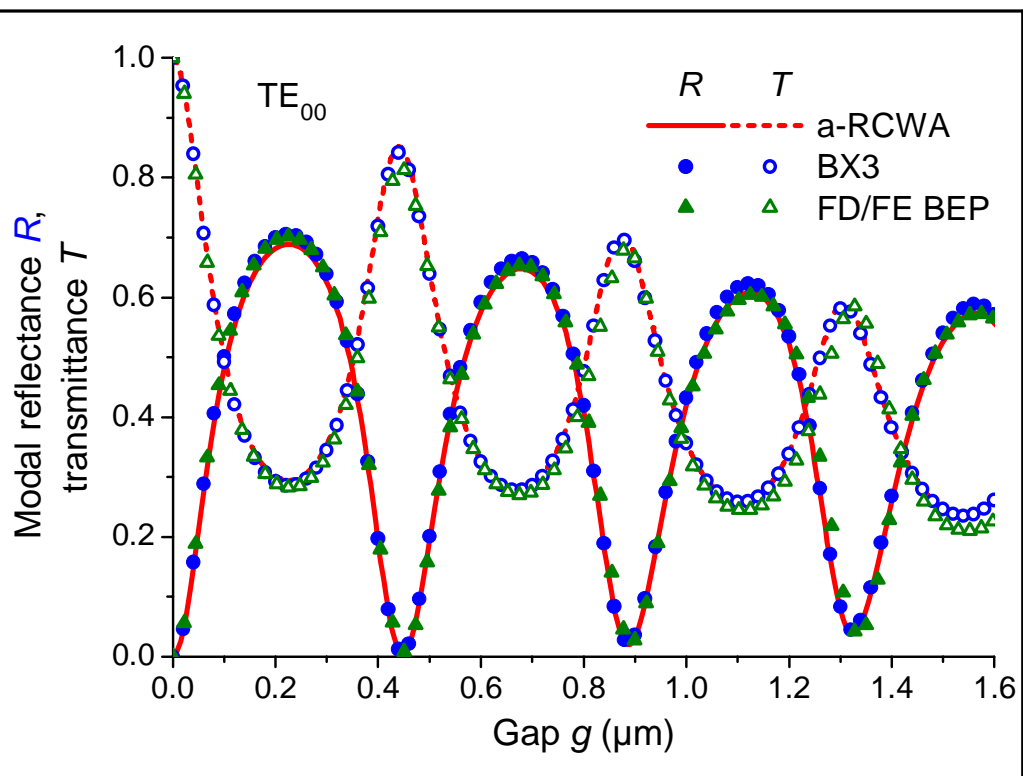 Modal reflectance R,
transmittance T
1.0
0.8
0.6
0.4
0.2
0.0
TE00
R T
a-RCWA
BX3
FD/FE BEP
0.0 0.2 0.4 0.6 0.8 1.0 1.2 1.4 1.6
Gap g (μm)